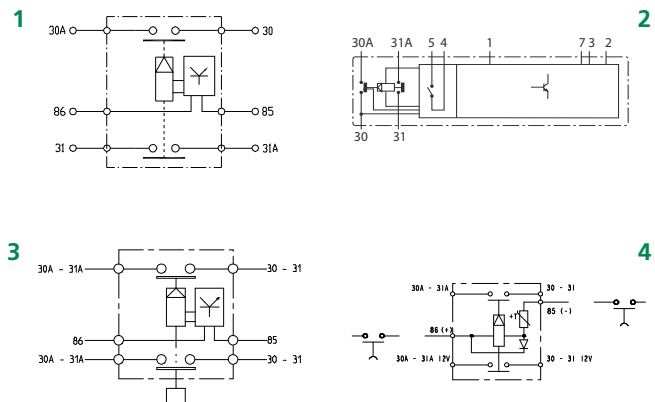 1
30A 30
86 85
31 31A
2
30A 31A 5 4 1 7 3 2
30 31
3
30A - 31A 30 - 31
86 85
30A - 31A 30 - 31
4
30A - 31A 30 - 31
+T
85 (-)
86 (+)
30A - 31A 12V 30 - 31 12V